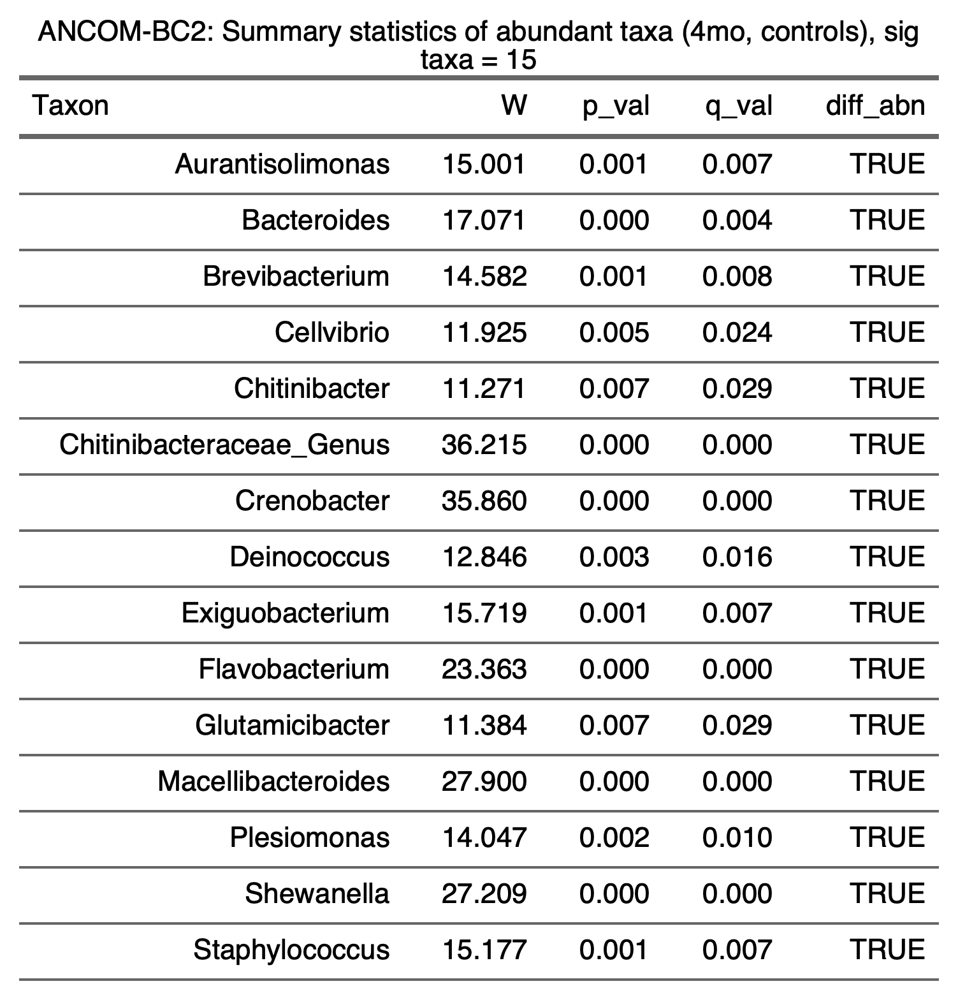 ANCOM-BC2: Summary statistics of abundant taxa (4mo, controls), sig
taxa = 15
Taxon W p_val q_val diff_abn
Aurantisolimonas 15.001 0.001 0.007 TRUE
Bacteroides 17.071 0.000 0.004 TRUE
Brevibacterium 14.582 0.001 0.008 TRUE
Cellvibrio 11.925 0.005 0.024 TRUE
Chitinibacter 11.271 0.007 0.029 TRUE
Chitinibacteraceae_Genus 36.215 0.000 0.000 TRUE
Crenobacter 35.860 0.000 0.000 TRUE
Deinococcus 12.846 0.003 0.016 TRUE
Exiguobacterium 15.719 0.001 0.007 TRUE
Flavobacterium 23.363 0.000 0.000 TRUE
Glutamicibacter 11.384 0.007 0.029 TRUE
Macellibacteroides 27.900 0.000 0.000 TRUE
Plesiomonas 14.047 0.002 0.010 TRUE
Shewanella 27.209 0.000 0.000 TRUE
Staphylococcus 15.177 0.001 0.007 TRUE